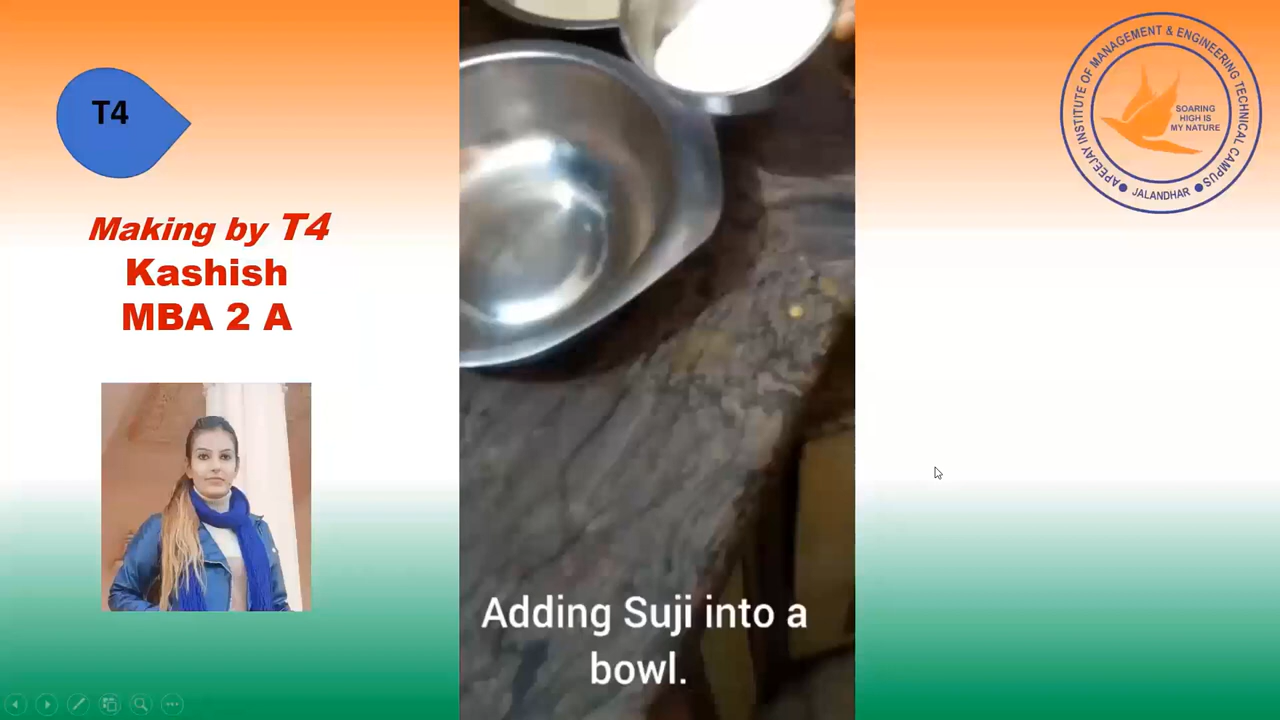 T4
Making by T4
Kashish
MBA 2 A
Adding Suji into a
bowl.
APEEJAY INSTITUTE OF MANAGEMENT & ENGINEERING TECHNICAL CAMPUS
JALANDHAR
SOARING
HIGH IS
MY NATURE